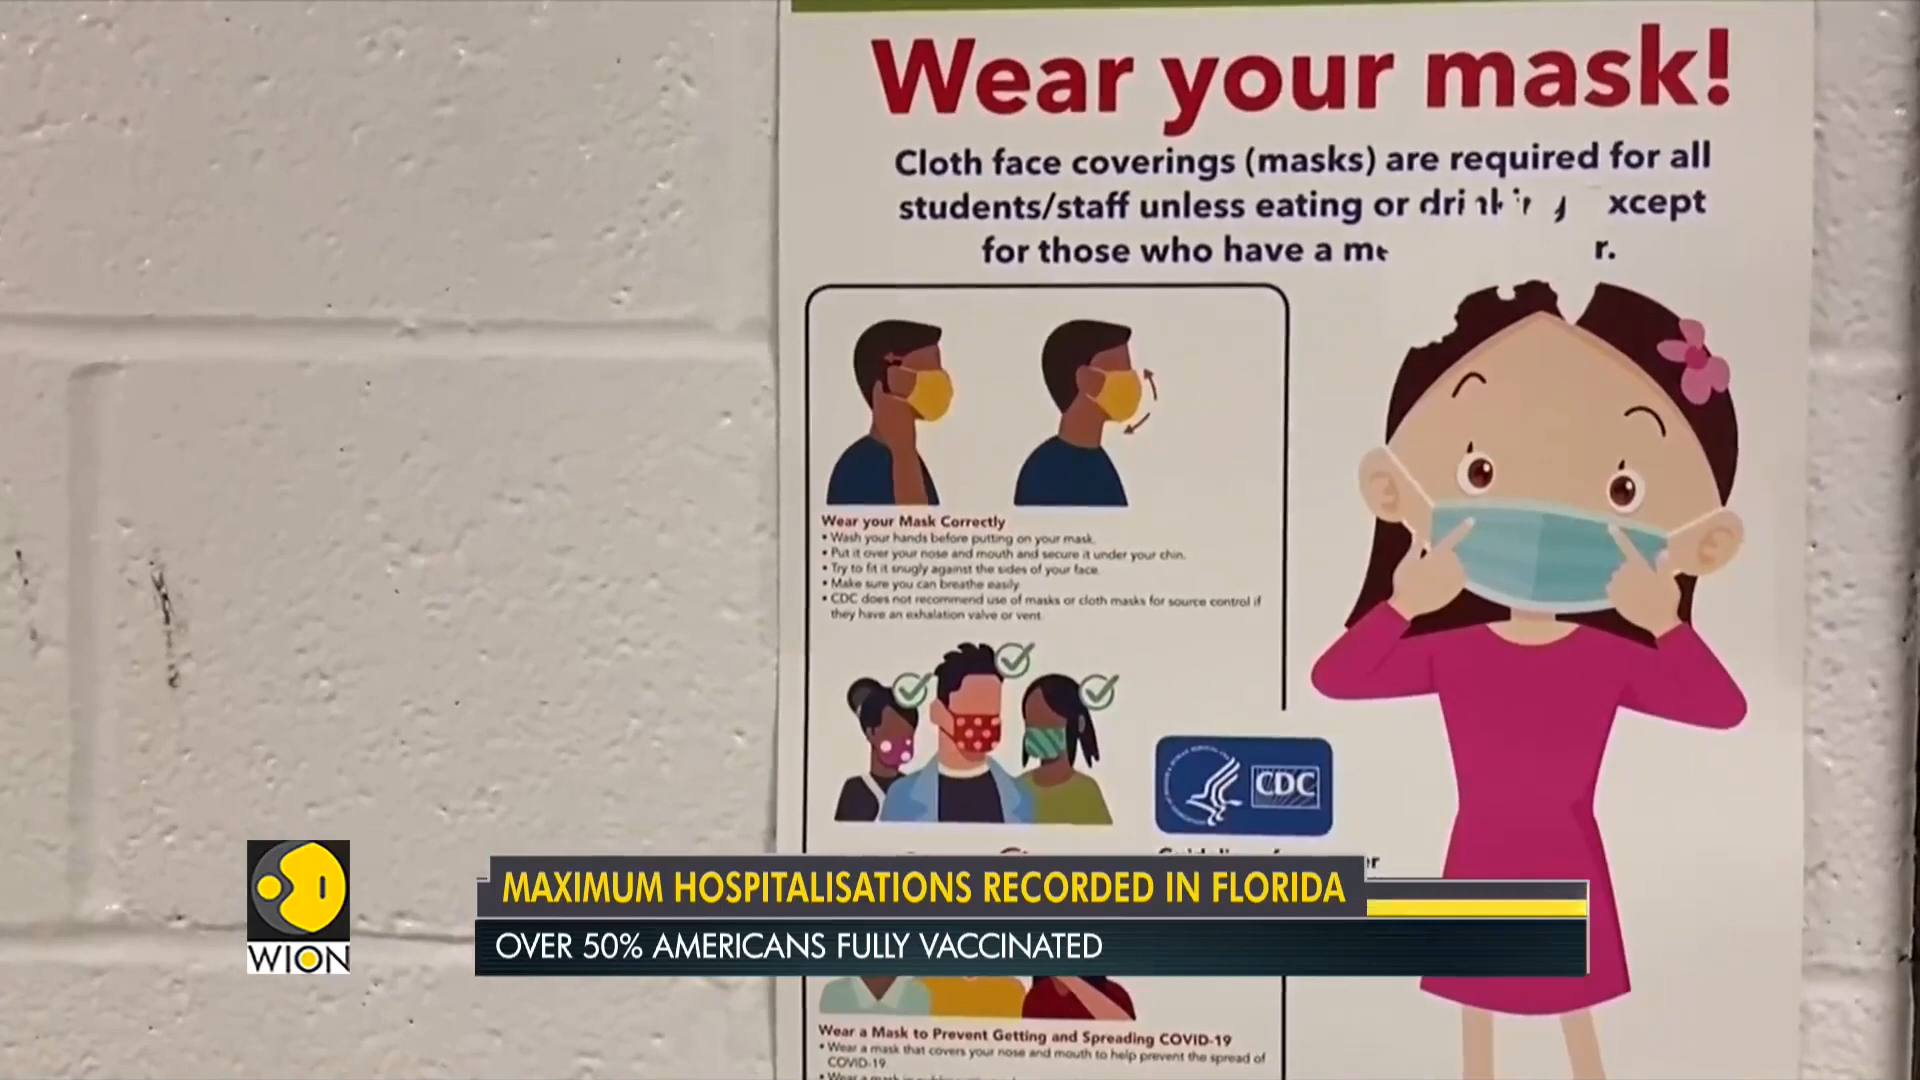 Wear your mask!
Cloth face coverings (masks) are required for all
students/staff unless eating or xcept
for those who have a r.
Wear your Mask Correctly
• Wash your hands before putting on your mask.
• Put it over your nose and mouth and secure it under your chin.
• Try to fit it snugly against the sides of your face.
• Make sure you can breathe easily
• CDC does not recommend use of masks or cloth masks for source control if
they have an exhalation valve or vent.
CDC
MAXIMUM HOSPITALISATIONS RECORDED IN FLORIDA
OVER 50% AMERICANS FULLY VACCINATED
WION
Wear a Mask to Prevent Getting and Spreading COVID-19
• Wear a mask that covers your nose and mouth to help prevent the spread of
COVID-19